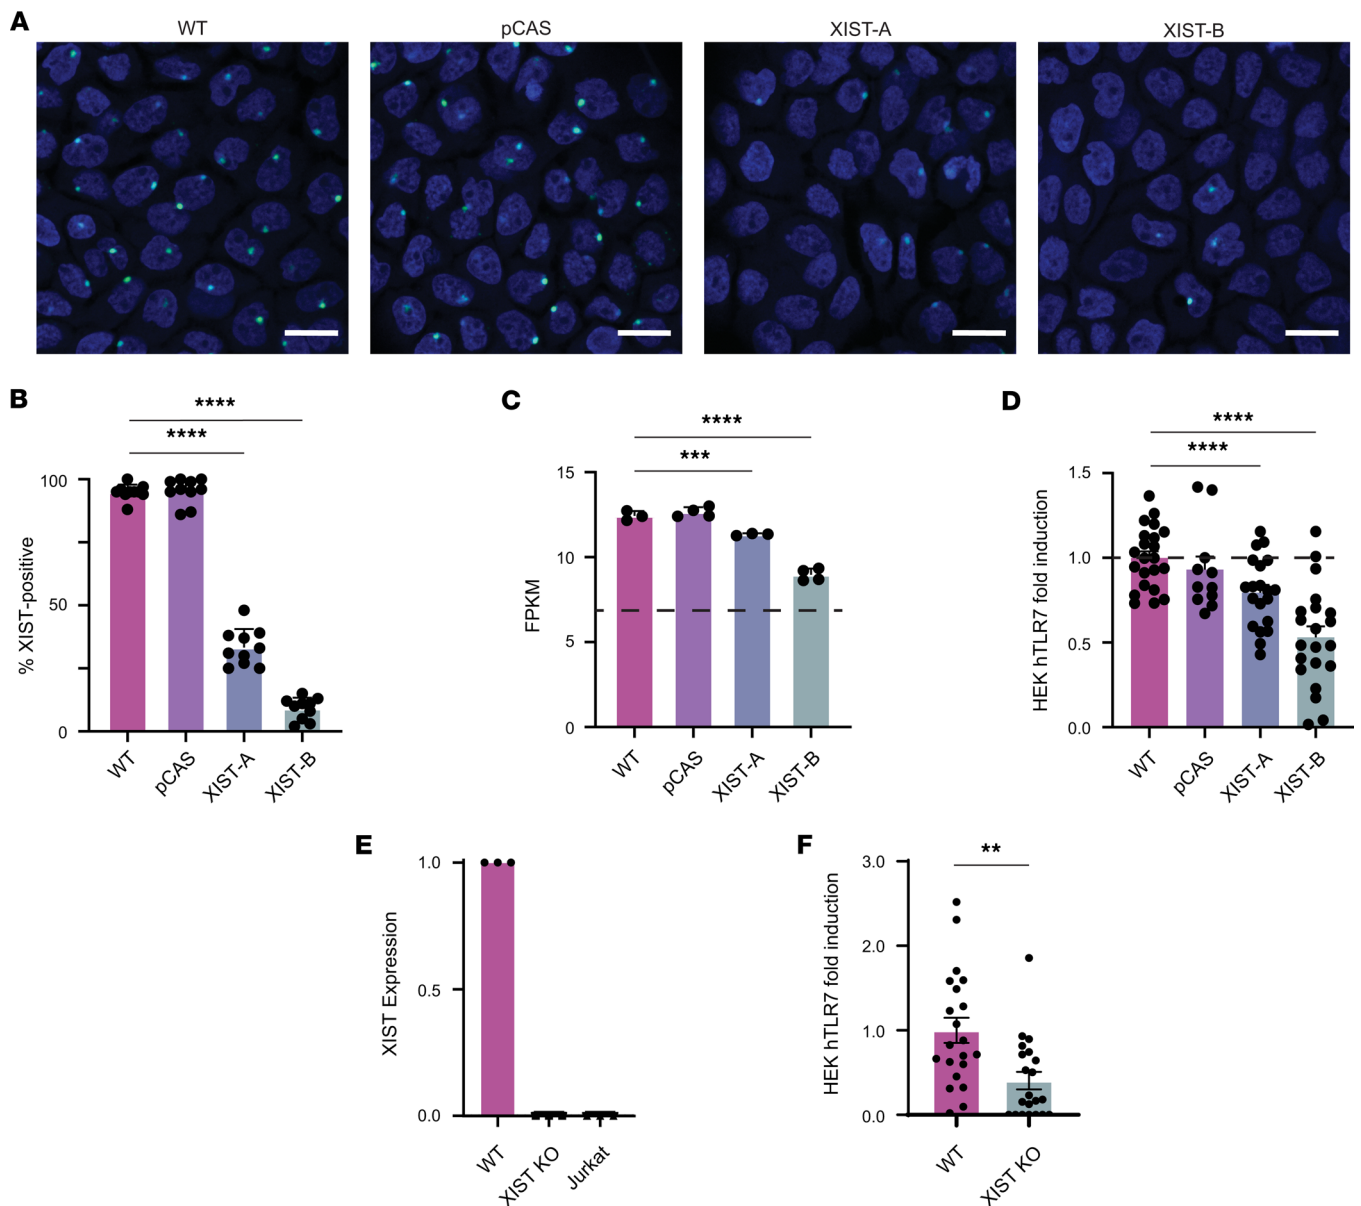 A
WT
pCAS
XIST-A
XIST-B
B
****
****
% XIST-positive
100
50
0
WT
pCAS
XIST-A
XIST-B
C
****
***
FPKM
15
10
5
0
WT
pCAS
XIST-A
XIST-B
D
****
****
HEK hTLR7 fold induction
1.5
1.0
0.5
0.0
WT
pCAS
XIST-A
XIST-B
E
XIST Expression
1.0
0.5
0.0
WT
XIST KO
Jurkat
F
**
HEK hTLR7 fold induction
3.0
2.0
1.0
0.0
WT
XIST KO